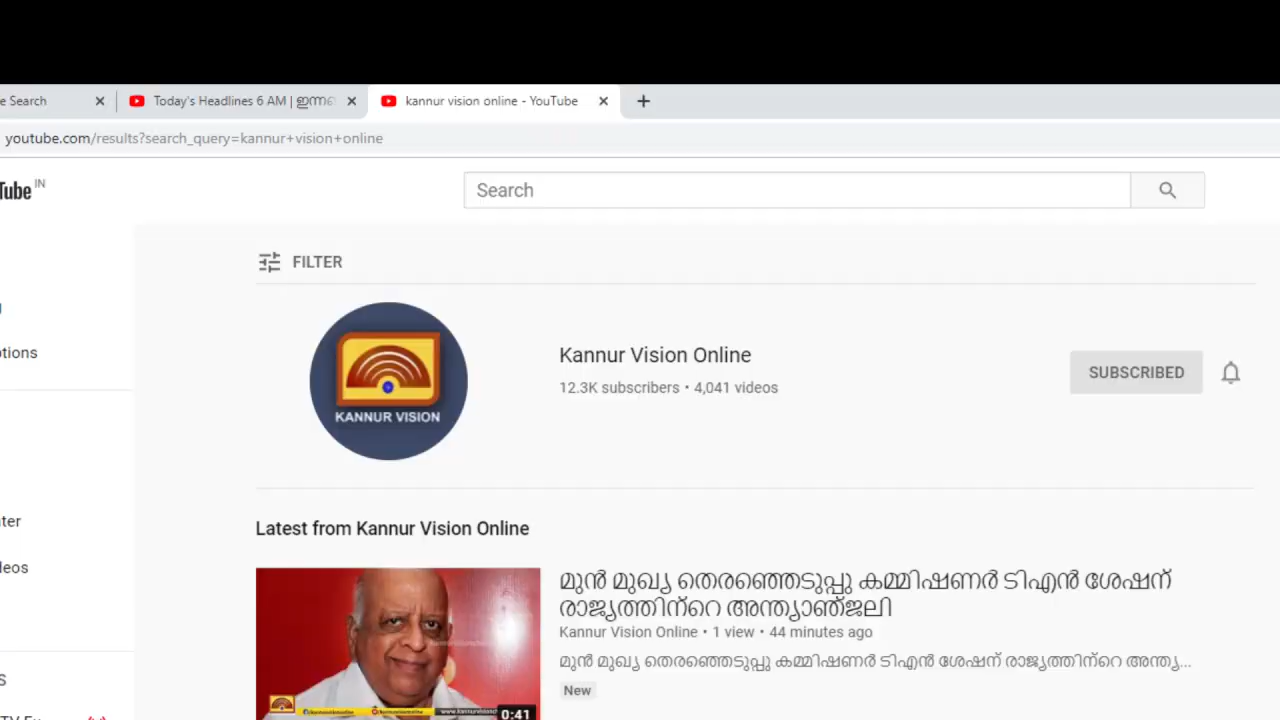 e Search
Today's Headlines 6 AM | ഇന്നറെ
kannur vision online - YouTube
youtube.com/results?search_query=kannur+vision+online
Tube IN
Search
FILTER
otions
KANNUR VISION
Kannur Vision Online
12.3K subscribers • 4,041 videos
SUBSCRIBED
nter
Latest from Kannur Vision Online
leos
മുൻ മുഖ്യ തെരഞ്ഞെടുപ്പു കമ്മിഷണർ ടിഎൻ ശേഷന്
രാജ്യത്തിന്റെ അന്ത്യാഞ്ജലി
Kannur Vision Online • 1 view • 44 minutes ago
മുൻ മുഖ്യ തെരഞ്ഞെടുപ്പു കമ്മിഷണർ ടിഎൻ ശേഷന് രാജ്യത്തിന്റെ അന്ത്യ...
New
S
0:41